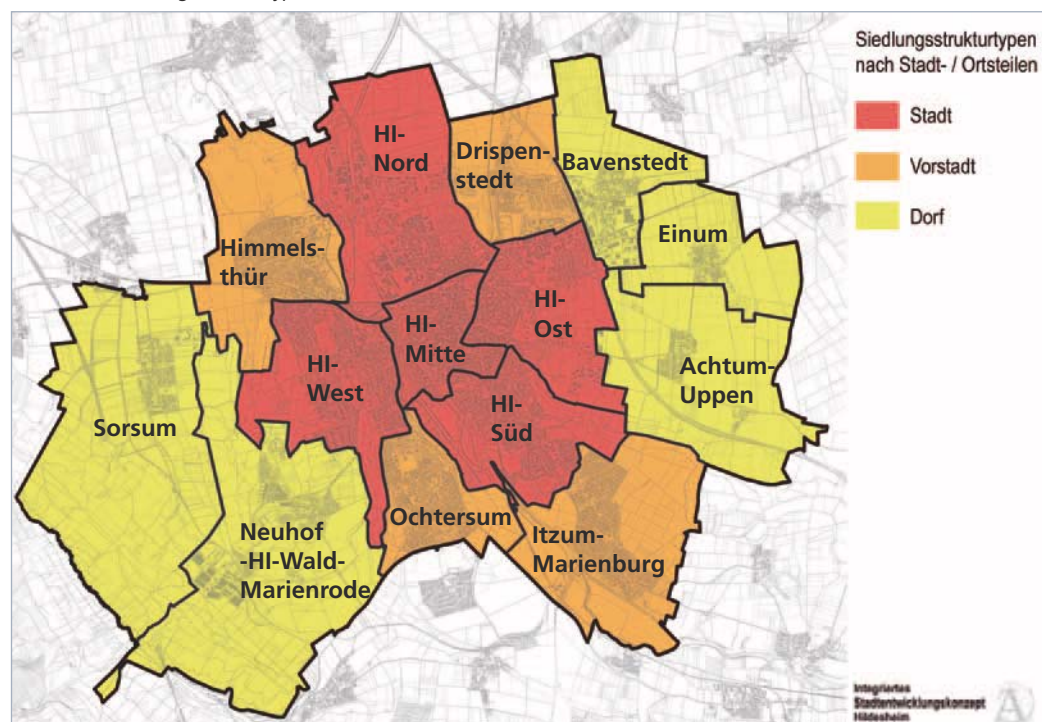 Siedlungsstrukturtypen
nach Stadt- / Ortsteilen
Stadt
Vorstadt
Dorf
HI-
Nord
Drispen-
stedt
Bavenstedt
Einum
Himmels-
thür
HI-
Ost
HI-
Mitte
HI-
West
Achtum-
Uppen
HI-
Süd
Sorsum
Ochtersum
Itzum-
Marienburg
Neuhof
-HI-Wald-
Marienrode
Integriertes
Stadtentwicklungskonzept
Hildesheim